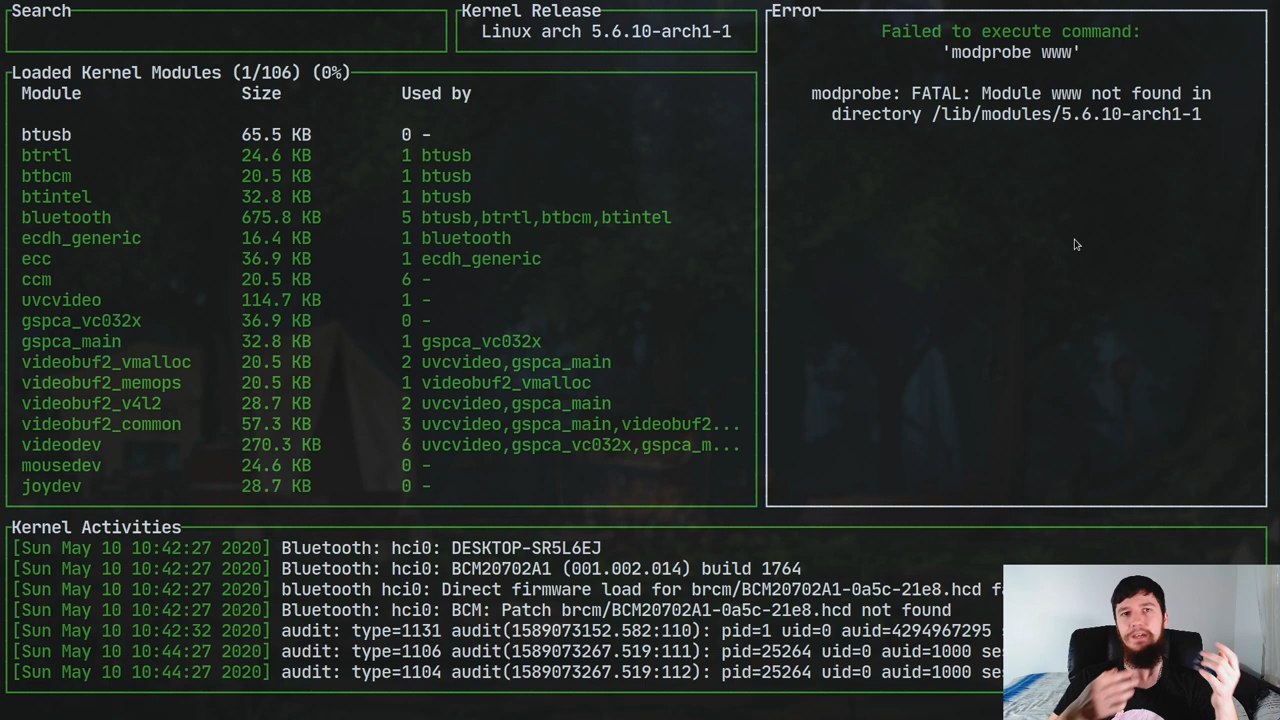 Search
Kernel Release
Linux arch 5.6.10-arch1-1
Loaded Kernel Modules (1/106) (0%)
Module Size Used by
btusb 65.5 KB 0 -
btrtl 24.6 KB 1 btusb
btbcm 20.5 KB 1 btusb
btintel 32.8 KB 1 btusb
bluetooth 675.8 KB 5 btusb,btrtl,btbcm,btintel
ecdh_generic 16.4 KB 1 bluetooth
ecc 36.9 KB 1 ecdh_generic
ccm 20.5 KB 6 -
uvcvideo 114.7 KB 1 -
gspca_vc032x 36.9 KB 0 -
gspca_main 32.8 KB 1 gspca_vc032x
videobuf2_vmalloc 20.5 KB 2 uvcvideo,gspca_main
videobuf2_memops 20.5 KB 1 videobuf2_vmalloc
videobuf2_v4l2 28.7 KB 2 uvcvideo,gspca_main
videobuf2_common 57.3 KB 3 uvcvideo,gspca_main,videobuf2...
videodev 270.3 KB 6 uvcvideo,gspca_vc032x,gspca_m...
mousedev 24.6 KB 0 -
joydev 28.7 KB 0 -
Error
Failed to execute command:
'modprobe www'
modprobe: FATAL: Module www not found in
directory /lib/modules/5.6.10-arch1-1
Kernel Activities
[Sun May 10 10:42:27 2020] Bluetooth: hci0: DESKTOP-SR5L6EJ
[Sun May 10 10:42:27 2020] Bluetooth: hci0: BCM20702A1 (001.002.014) build 1764
[Sun May 10 10:42:27 2020] bluetooth hci0: Direct firmware load for brcm/BCM20702A1-0a5c-21e8.hcd
[Sun May 10 10:42:27 2020] Bluetooth: hci0: BCM: Patch brcm/BCM20702A1-0a5c-21e8.hcd not found
[Sun May 10 10:42:32 2020] audit: type=1131 audit(1589073152.582:110): pid=1 uid=0 auid=4294967295
[Sun May 10 10:44:27 2020] audit: type=1106 audit(1589073267.519:111): pid=25264 uid=0 auid=1000
[Sun May 10 10:44:27 2020] audit: type=1104 audit(1589073267.519:112): pid=25264 uid=0 auid=1000